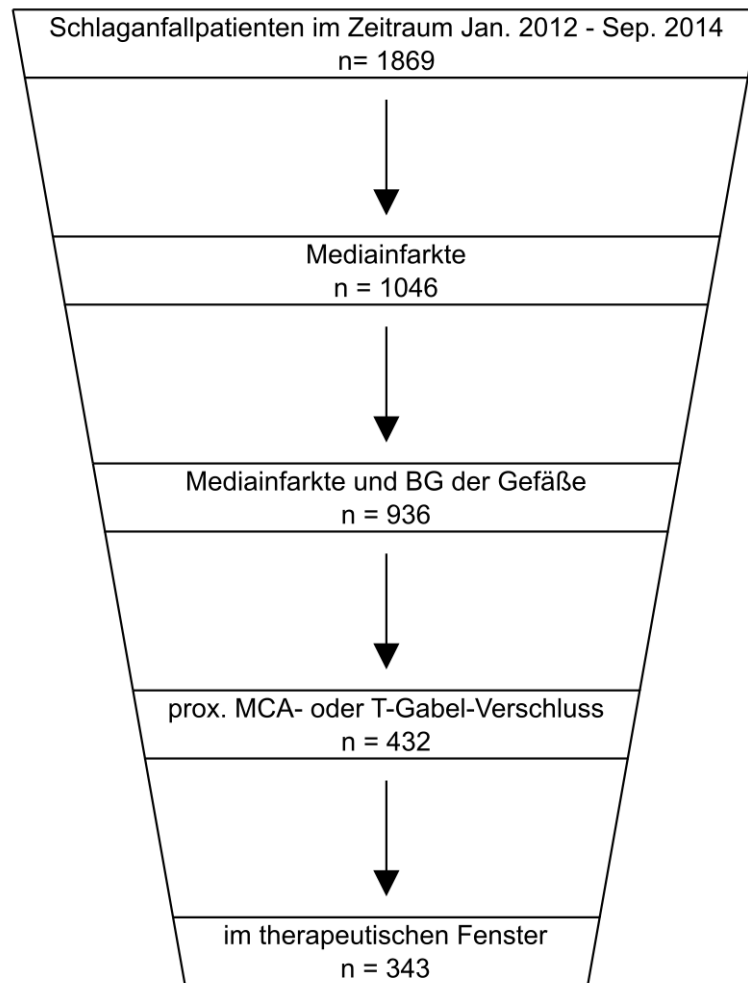 Schlaganfallpatienten im Zeitraum Jan. 2012 - Sep. 2014
n= 1869
Mediainfarkte
n = 1046
Mediainfarkte und BG der Gefäße
n = 936
prox. MCA- oder T-Gabel-Verschluss
n = 432
im therapeutischen Fenster
n = 343